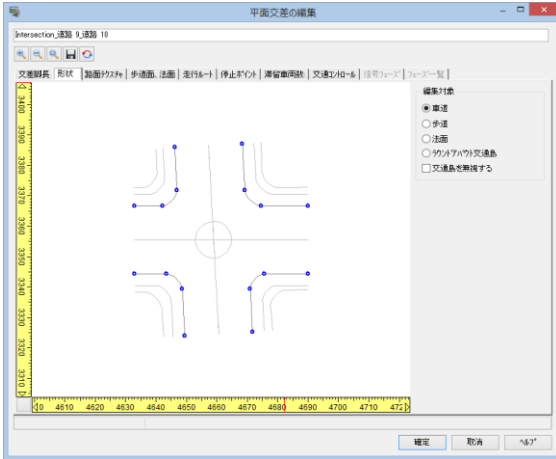 平面交差の編集
Intersection_道路 9_道路 10
交差脚長 形状 路面テクスチャ 歩道面、法面 走行ルート 停止ポイント 滞留車両数 交通コントロール 信号フェーズ フェーズ一覧
編集対象
車道
歩道
法面
ラウンドアバウト交通島
交通島を無視する
3400
3390
3380
3370
3360
3350
3340
3330
3320
3310
4610 4620 4630 4640 4650 4660 4670 4680 4690 4700 4710
確定 取消 ヘルプ